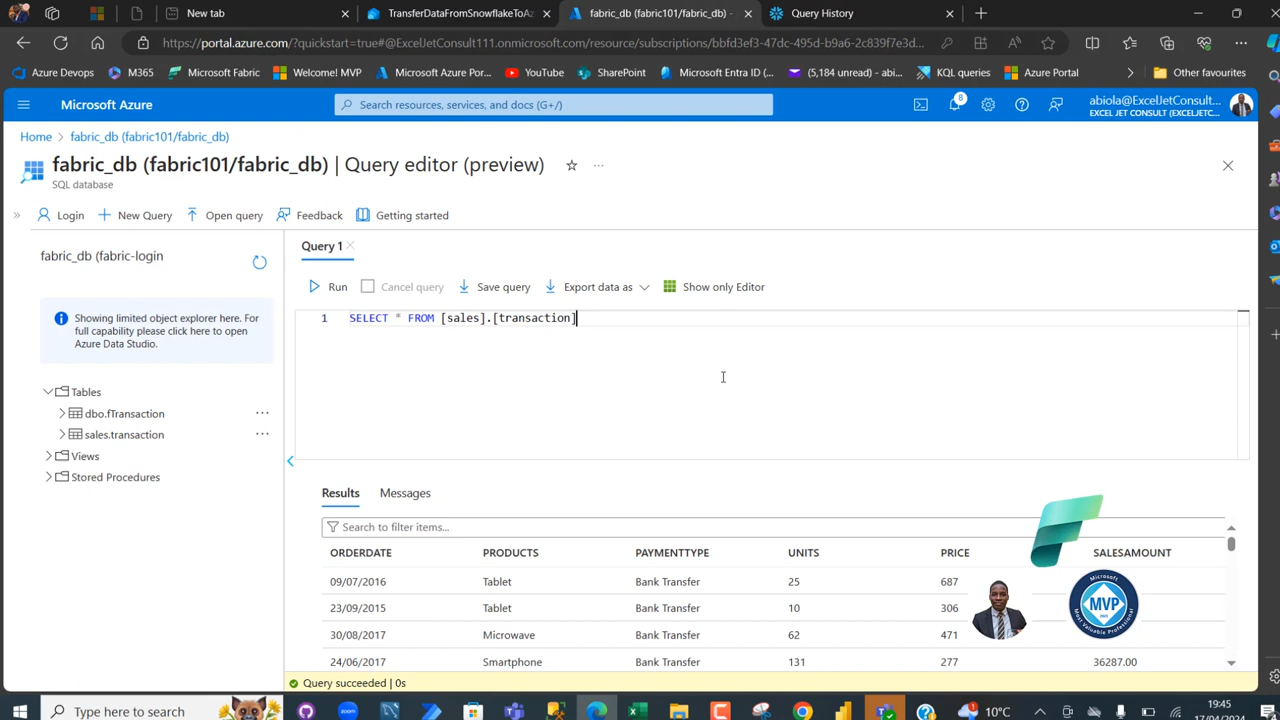 New tab
TransferDataFromSnowflakeToAz
fabric_db (fabric101/fabric_db) -
Query History
https://portal.azure.com/?quickstart=true#@ExcelJetConsult111.onmicrosoft.com/resource/subscriptions/bbfd3ef3-47dc-495d-b9a6-2c839f7e3d...
Azure Devops M365 Microsoft Fabric Welcome! MVP Microsoft Azure Por... YouTube SharePoint Microsoft Entra ID (... (5,184 unread) - abi... KQL queries Azure Portal Other favourites
Microsoft Azure
Search resources, services, and docs (G+/)
8
abiola@ExcelJetConsult...
EXCEL JET CONSULT (EXCELJETC...
Home > fabric_db (fabric101/fabric_db)
fabric_db (fabric101/fabric_db) | Query editor (preview)
SQL database
Login New Query Open query Feedback Getting started
fabric_db (fabric-login
Showing limited object explorer here. For
full capability please click here to open
Azure Data Studio.
Tables
dbo.fTransaction
sales.transaction
Views
Stored Procedures
Query 1
Run Cancel query Save query Export data as Show only Editor
1 SELECT * FROM [sales].[transaction]
Results Messages
Search to filter items...
ORDERDATE PRODUCTS PAYMENTTYPE UNITS PRICE SALESAMOUNT
09/07/2016 Tablet Bank Transfer 25 687
23/09/2015 Tablet Bank Transfer 10 306
30/08/2017 Microwave Bank Transfer 62 471
24/06/2017 Smartphone Bank Transfer 131 277 36287.00
Microsoft
MVP
Most Valuable Professional
Query succeeded | 0s
Type here to search
zoom
10°C
19:45
17/04/2024